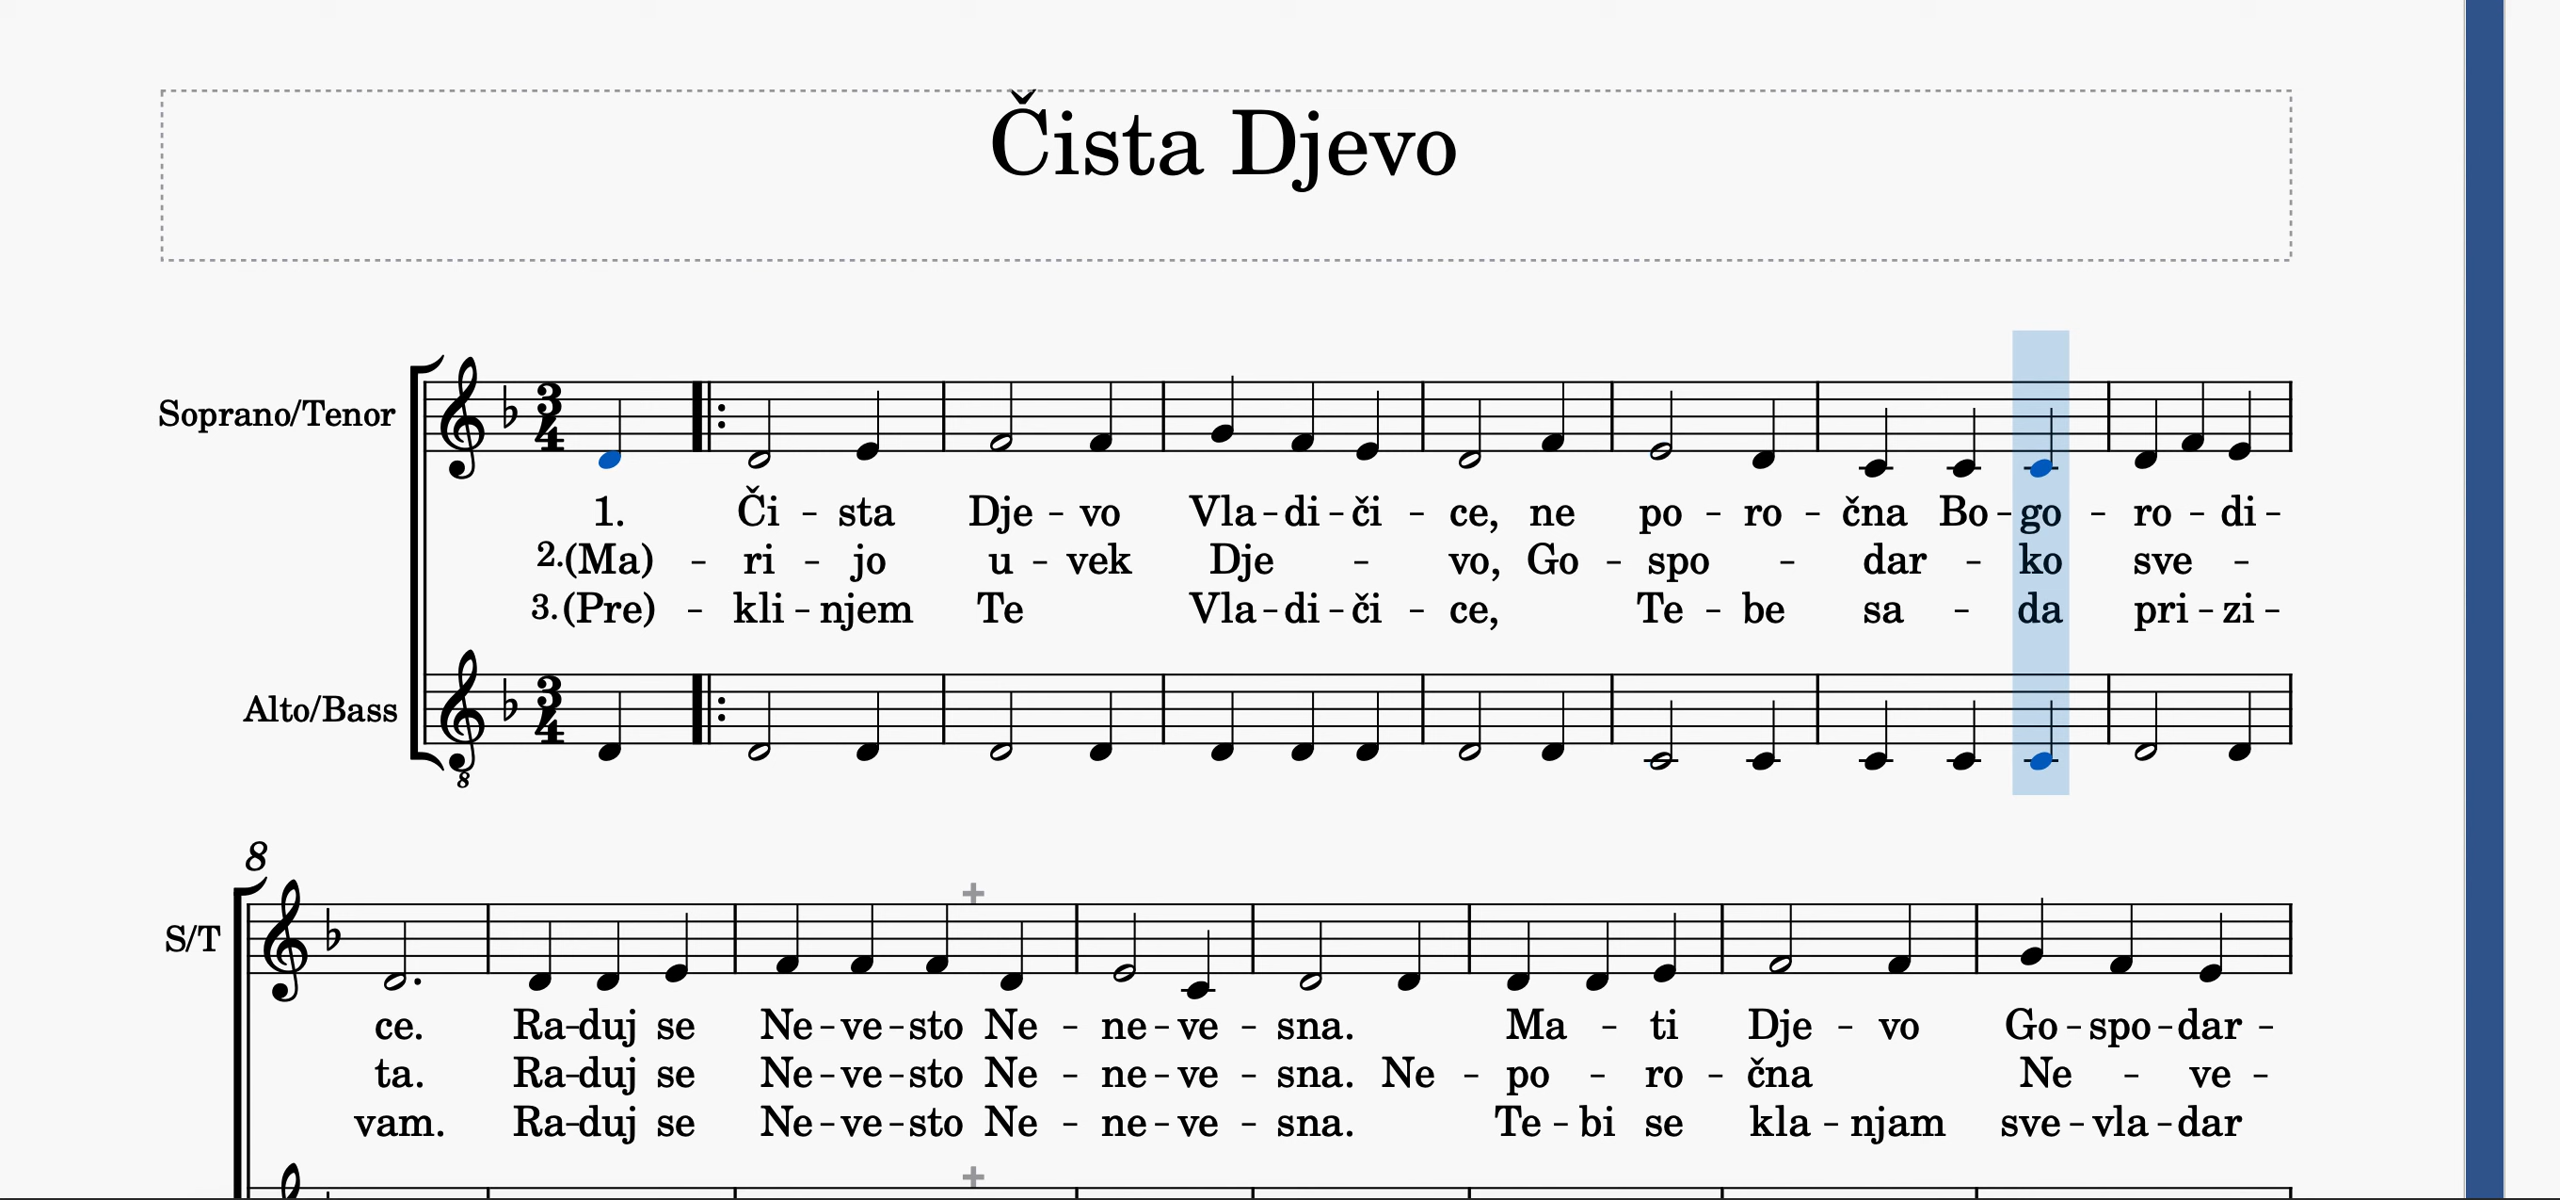 Čista Djevo
Soprano/Tenor
3
4
1. Či - sta Dje - vo Vla - di - či - ce, ne po - ro - čna Bo - go - ro - di -
2.(Ma) - ri - jo u - vek Dje - vo, Go - spo - dar - ko sve -
3.(Pre) - kli - njem Te Vla - di - či - ce, Te - be sa - da pri - zi -
Alto/Bass
3
4
8
8
S/T
ce. Ra - duj se Ne - ve - sto Ne - ne - ve - sna. Ma - ti Dje - vo Go - spo - dar -
ta. Ra - duj se Ne - ve - sto Ne - ne - ve - sna. Ne - po - ro - čna Ne - ve -
vam. Ra - duj se Ne - ve - sto Ne - ne - ve - sna. Te - bi se kla - njam sve - vla - dar